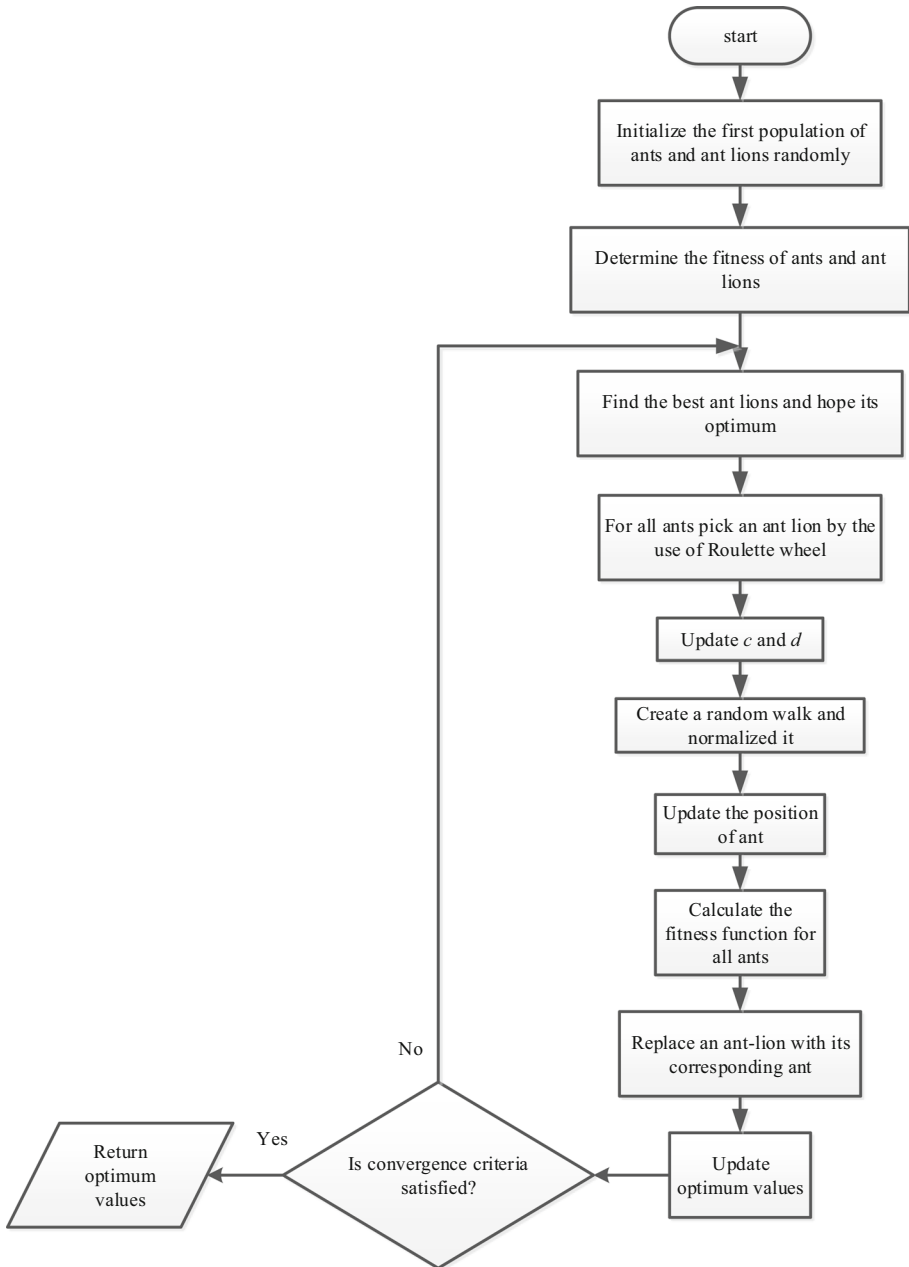 start
Initialize the first population of
ants and ant lions randomly
Determine the fitness of ants and ant
lions
Find the best ant lions and hope its
optimum
For all ants pick an ant lion by the
use of Roulette wheel
Update c and d
Create a random walk and
normalized it
Update the position
of ant
Calculate the
fitness function for
all ants
Replace an ant-lion with its
corresponding ant
Update
optimum values
Is convergence criteria
satisfied?
No
Yes
Return
optimum
values